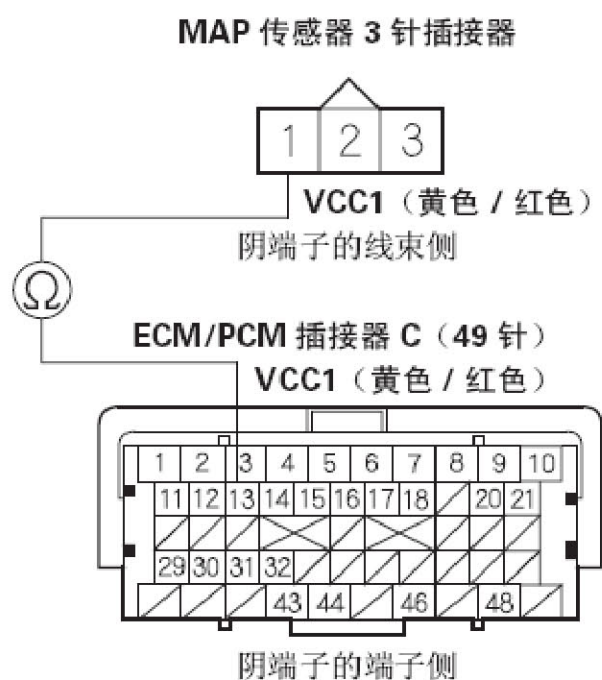 MAP 传感器 3 针插接器
1 2 3
VCC1（黄色 / 红色）
阴端子的线束侧
Ω
ECM/PCM 插接器 C（49 针）
VCC1（黄色 / 红色）
1 2 3 4 5 6 7 8 9 10
11 12 13 14 15 16 17 18 20 21
29 30 31 32
43 44 46 48
阴端子的端子侧